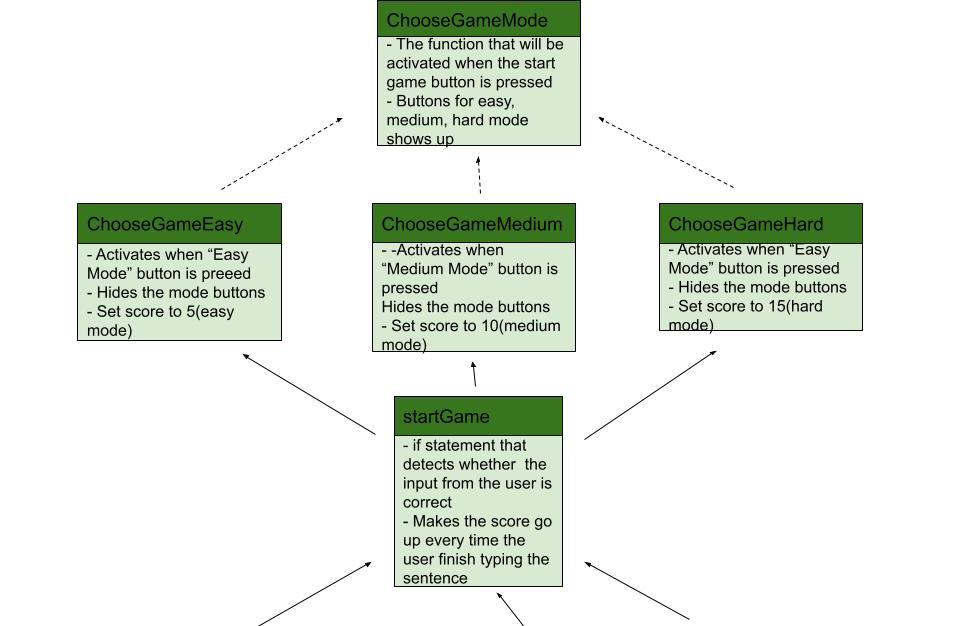 ChooseGameMode
- The function that will be
activated when the start
game button is pressed
- Buttons for easy,
medium, hard mode
shows up
ChooseGameEasy
- Activates when “Easy
Mode” button is preeed
- Hides the mode buttons
- Set score to 5(easy
mode)
ChooseGameMedium
- -Activates when
“Medium Mode” button is
pressed
Hides the mode buttons
- Set score to 10(medium
mode)
ChooseGameHard
- Activates when “Easy
Mode” button is pressed
- Hides the mode buttons
- Set score to 15(hard
mode)
startGame
- if statement that
detects whether  the
input from the user is
correct
- Makes the score go
up every time the
user finish typing the
sentence